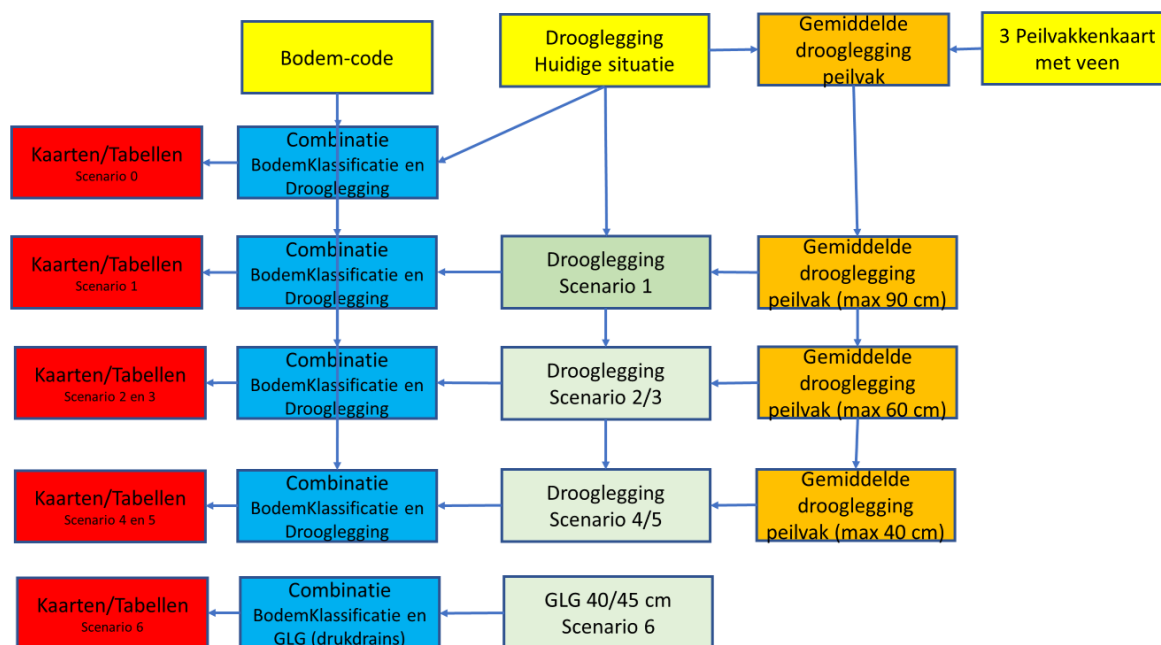 Bodem-code
Drooglegging
Huidige situatie
Gemiddelde
drooglegging
peilvak
3 Peilvakkenkaart
met veen
Kaarten/Tabellen
Scenario 0
Combinatie
BodemKlassificatie en
Drooglegging
Kaarten/Tabellen
Scenario 1
Combinatie
BodemKlassificatie en
Drooglegging
Drooglegging
Scenario 1
Gemiddelde
drooglegging
peilvak (max 90 cm)
Kaarten/Tabellen
Scenario 2 en 3
Combinatie
BodemKlassificatie en
Drooglegging
Drooglegging
Scenario 2/3
Gemiddelde
drooglegging
peilvak (max 60 cm)
Kaarten/Tabellen
Scenario 4 en 5
Combinatie
BodemKlassificatie en
Drooglegging
Drooglegging
Scenario 4/5
Gemiddelde
drooglegging
peilvak (max 40 cm)
Kaarten/Tabellen
Scenario 6
Combinatie
BodemKlassificatie en
GLG (drukdrains)
GLG 40/45 cm
Scenario 6